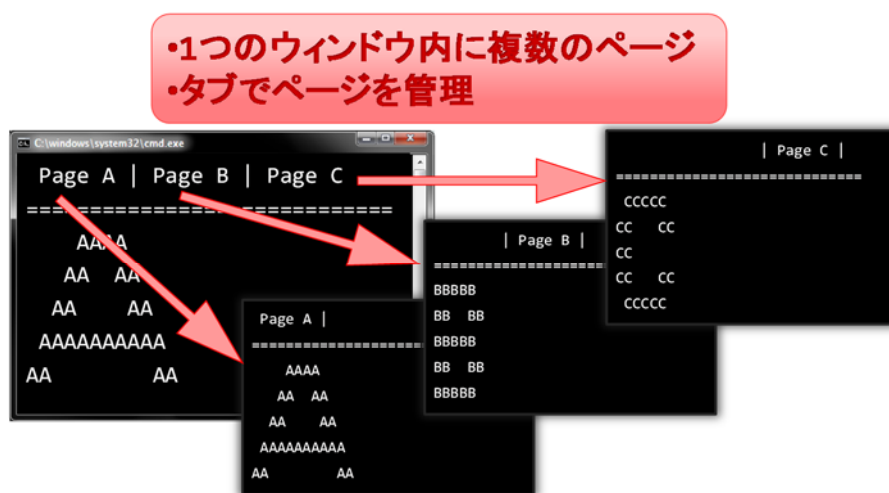 •1つのウィンドウ内に複数のページ
•タブでページを管理
C:\windows\system32\cmd.exe
Page A | Page B | Page C
==============================
AAAA
AA AA
AA AA
AAAAAAAAAA
AA AA
Page A |
======================
AAAA
AA AA
AA AA
AAAAAAAAAA
AA AA
| Page B |
======================
BBBBB
BB BB
BBBBB
BB BB
BBBBB
| Page C |
==============================
CCCCC
CC CC
CC
CC CC
CCCCC